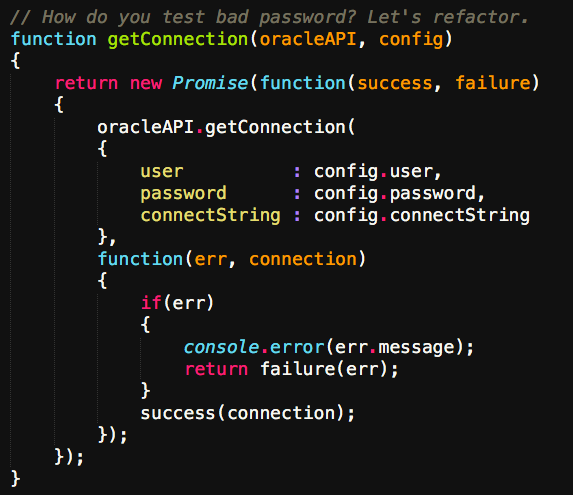 // How do you test bad password? Let's refactor.
function getConnection(oracleAPI, config)
{
    return new Promise(function(success, failure)
    {
        oracleAPI.getConnection(
        {
            user          : config.user,
            password      : config.password,
            connectString : config.connectString
        },
        function(err, connection)
        {
            if(err)
            {
                console.error(err.message);
                return failure(err);
            }
            success(connection);
        });
    });
}